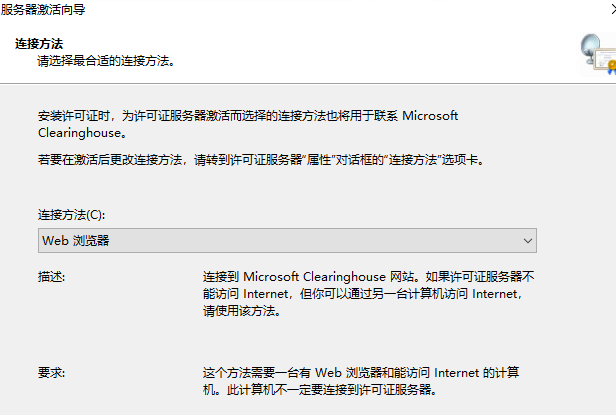 服务器激活向导
连接方法
请选择最合适的连接方法。
安装许可证时，为许可证服务器激活而选择的连接方法也将用于联系 Microsoft
Clearinghouse。
若要在激活后更改连接方法，请转到许可证服务器“属性”对话框的“连接方法”选项卡。
连接方法(C):
Web 浏览器
描述:
连接到 Microsoft Clearinghouse 网站。如果许可证服务器不
能访问 Internet，但你可以通过另一台计算机访问 Internet，
请使用该方法。
要求:
这个方法需要一台有 Web 浏览器和能访问 Internet 的计算
机。此计算机不一定要连接到许可证服务器。